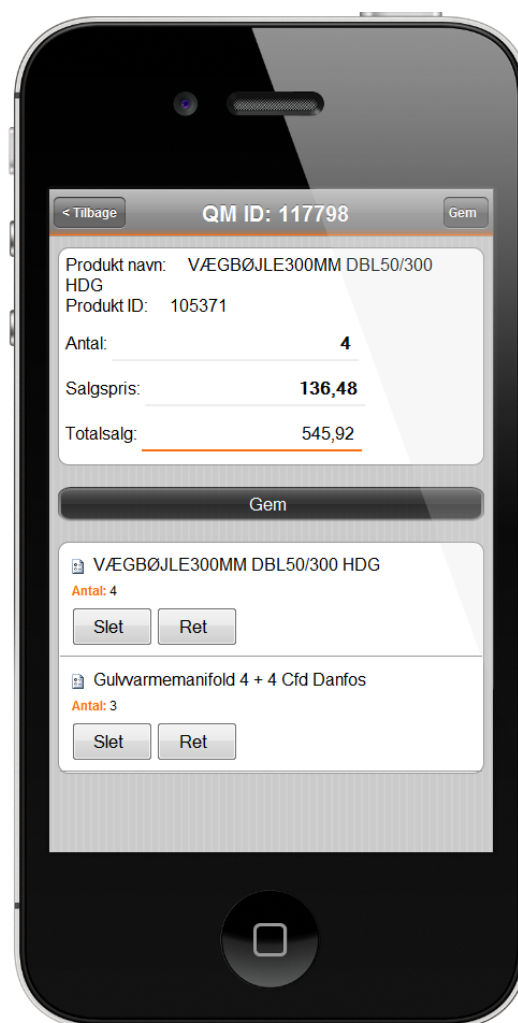 < Tilbage QM ID: 117798 Gem
Produkt navn: VÆGBØJLE300MM DBL50/300
HDG
Produkt ID: 105371
Antal: 4
Salgspris: 136,48
Totalsalg: 545,92
Gem
VÆGBØJLE300MM DBL50/300 HDG
Antal: 4
Slet Ret
Gulvvarmemanifold 4 + 4 Cfd Danfos
Antal: 3
Slet Ret